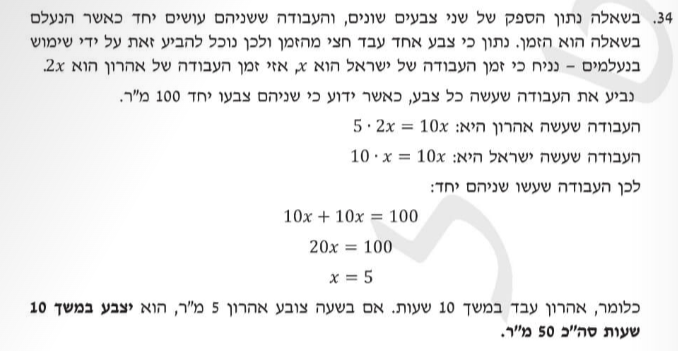 34. בשאלה נתון הספק של שני צבעים שונים, והעבודה ששניהם עושים יחד כאשר הנעלם
בשאלה הוא הזמן. נתון כי צבע אחד עבד חצי מהזמן ולכן נוכל להביע זאת על ידי שימוש
בנעלמים – נניח כי זמן העבודה של ישראל הוא x, אזי זמן העבודה של אהרון הוא 2x.
נביע את העבודה שעשה כל צבע, כאשר ידוע כי שניהם צבעו יחד 100 מ"ר.
העבודה שעשה אהרון היא: 5 · 2x = 10x
העבודה שעשה ישראל היא: 10 · x = 10x
לכן העבודה שעשו שניהם יחד:
10x + 10x = 100
20x = 100
x = 5
כלומר, אהרון עבד במשך 10 שעות. אם בשעה צובע אהרון 5 מ"ר, הוא יצבע במשך 10
שעות סה"כ 50 מ"ר.